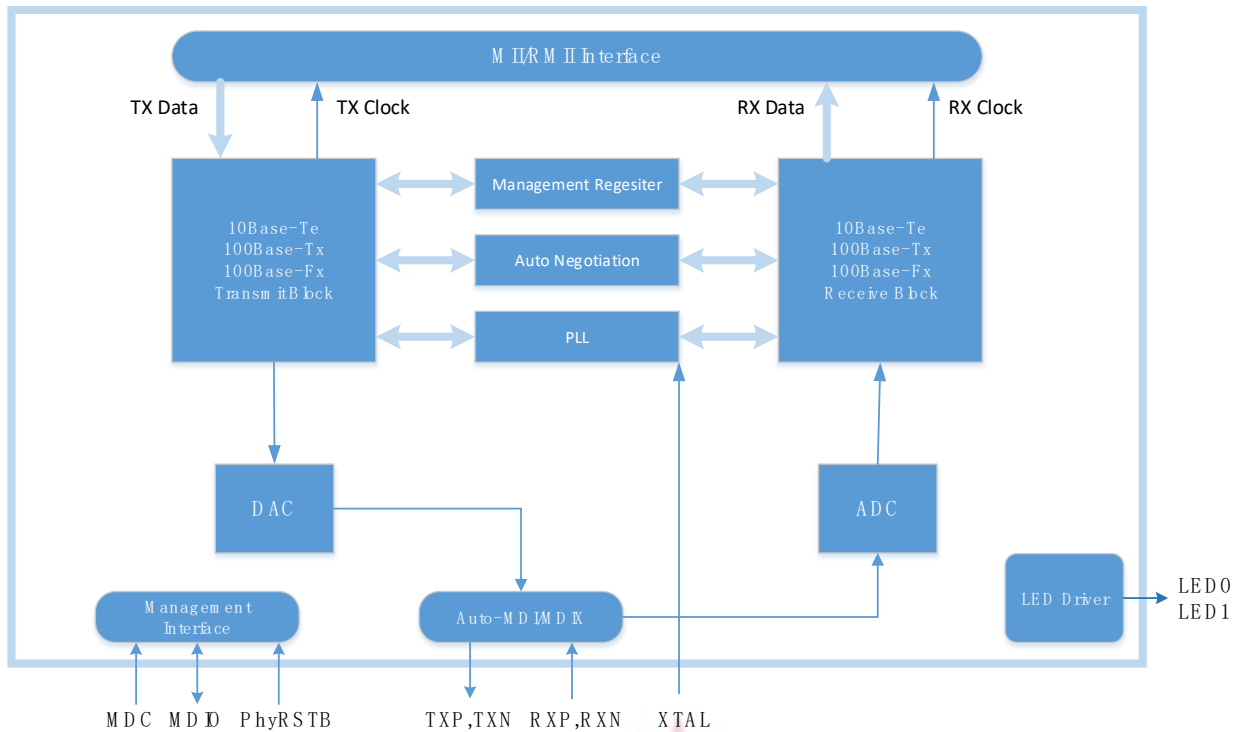 MII/RMII Interface
TX Data
TX Clock
RX Data
RX Clock
10Base-Te
100Base-Tx
100Base-Fx
Transmit Block
Management Regesiter
Auto Negotiation
PLL
10Base-Te
100Base-Tx
100Base-Fx
Receive Block
DAC
ADC
Management
Interface
Auto-MDI/MDIX
LED Driver
LED0
LED1
MDC
MDIO
PhyRSTB
TXP,TXN
RXP,RXN
XTAL